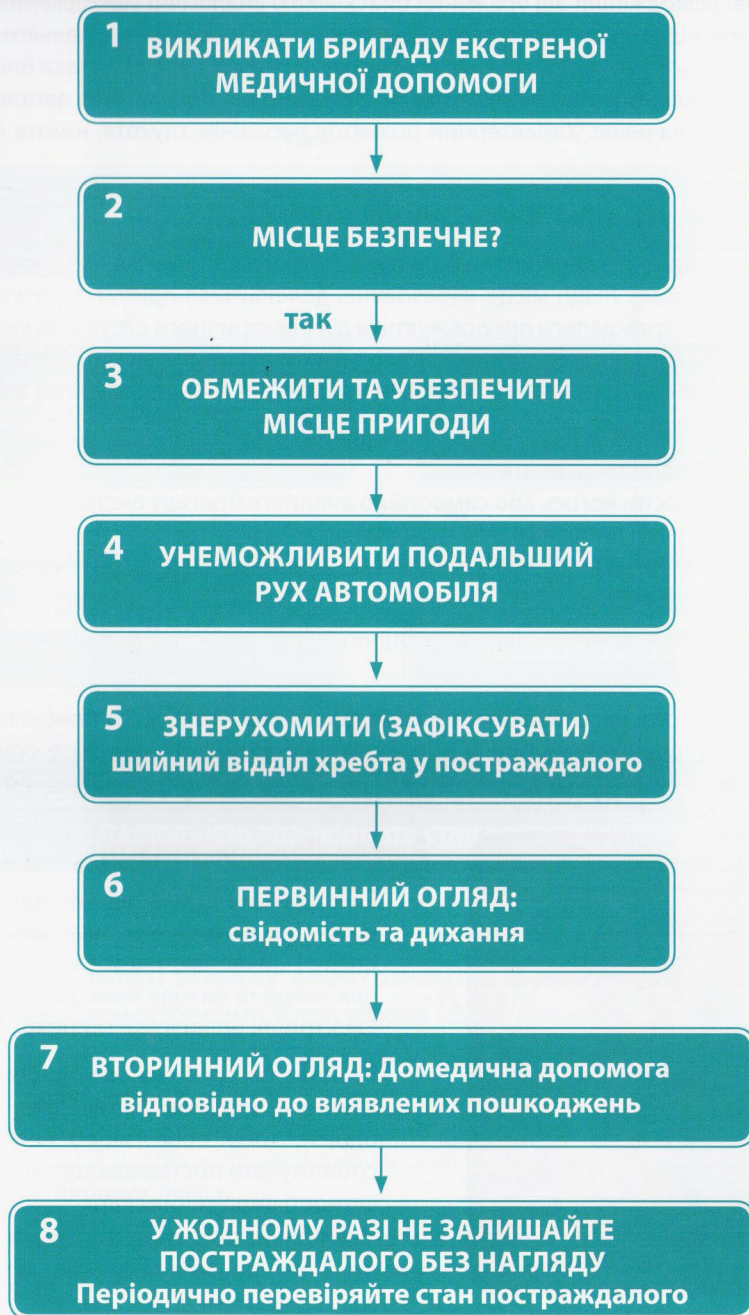 1
ВИКЛИКАТИ БРИГАДУ ЕКСТРЕНОЇ
МЕДИЧНОЇ ДОПОМОГИ
2
МІСЦЕ БЕЗПЕЧНЕ?
так
3
ОБМЕЖИТИ ТА УБЕЗПЕЧИТИ
МІСЦЕ ПРИГОДИ
4
УНЕМОЖЛИВИТИ ПОДАЛЬШИЙ
РУХ АВТОМОБІЛЯ
5
ЗНЕРУХОМИТИ (ЗАФІКСУВАТИ)
шийний відділ хребта у постраждалого
6
ПЕРВИННИЙ ОГЛЯД:
свідомість та дихання
7
ВТОРИННИЙ ОГЛЯД: Домедична допомога
відповідно до виявлених пошкоджень
8
У ЖОДНОМУ РАЗІ НЕ ЗАЛИШАЙТЕ
ПОСТРАЖДАЛОГО БЕЗ НАГЛЯДУ
Періодично перевіряйте стан постраждалого